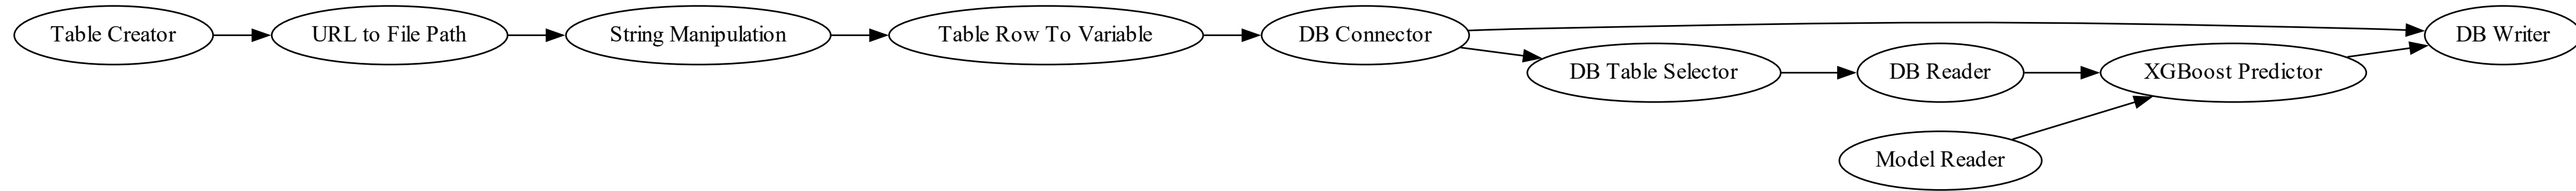 Table Creator
URL to File Path
String Manipulation
Table Row To Variable
DB Connector
DB Writer
DB Table Selector
DB Reader
XGBoost Predictor
Model Reader